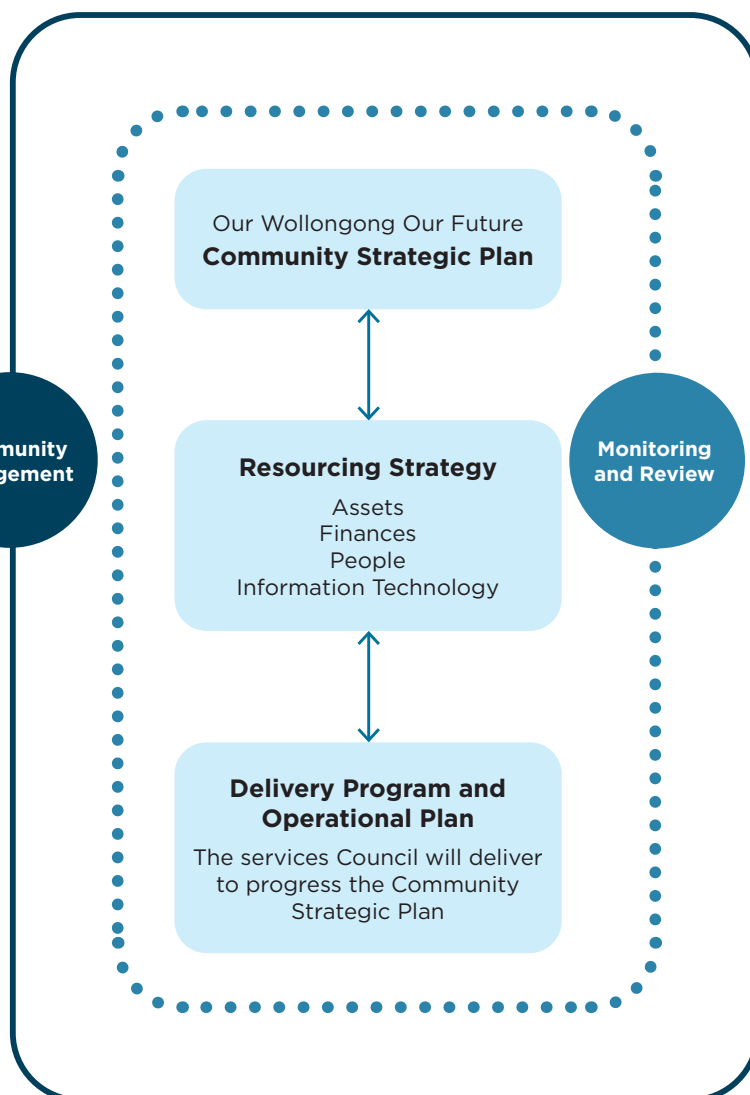 Our Wollongong Our Future
Community Strategic Plan
Resourcing Strategy
Assets
Finances
People
Information Technology
Monitoring
and Review
Delivery Program and
Operational Plan
The services Council will deliver
to progress the Community
Strategic Plan